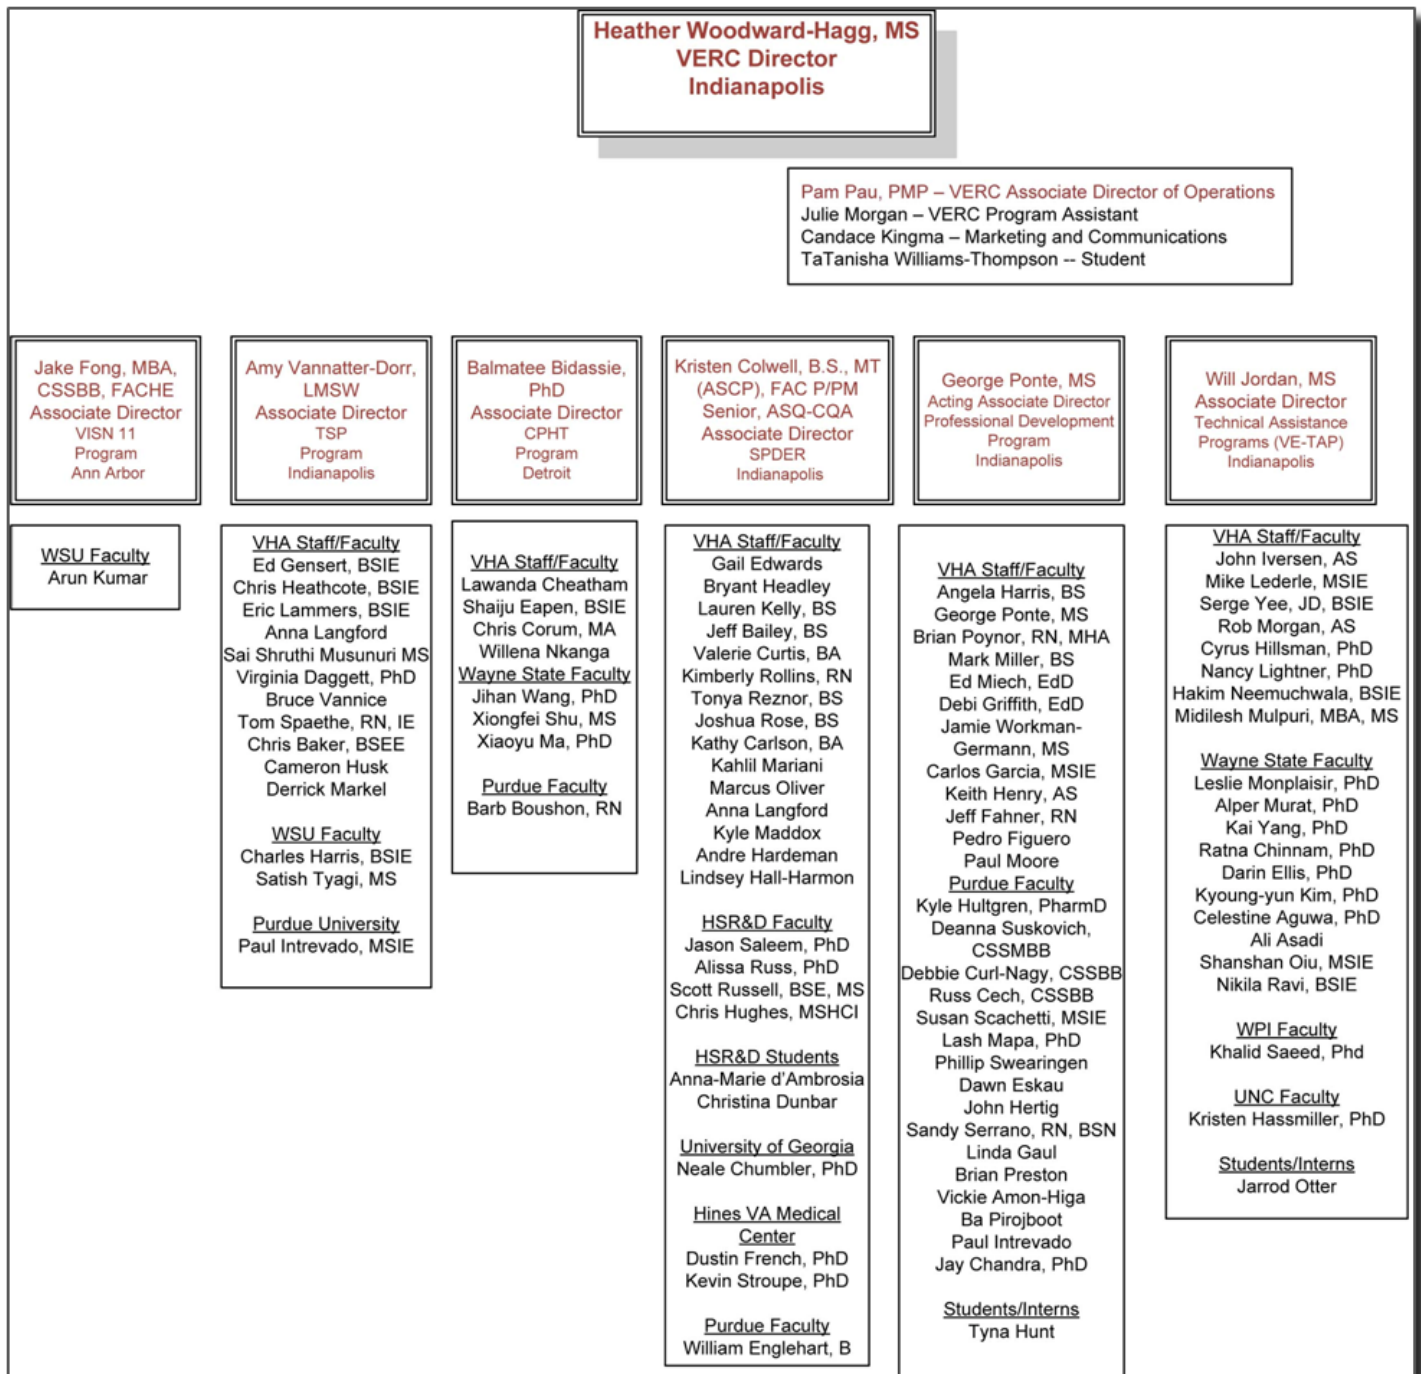 Heather Woodward-Hagg, MS
VERC Director
Indianapolis
Pam Pau, PMP – VERC Associate Director of Operations
Julie Morgan – VERC Program Assistant
Candace Kingma – Marketing and Communications
TaTanisha Williams-Thompson -- Student
Jake Fong, MBA,
CSSBB, FACHE
Associate Director
VISN 11
Program
Ann Arbor
WSU Faculty
Arun Kumar
Amy Vannatter-Dorr,
LMSW
Associate Director
TSP
Program
Indianapolis
VHA Staff/Faculty
Ed Gensert, BSIE
Chris Heathcote, BSIE
Eric Lammers, BSIE
Anna Langford
Sai Shruthi Musunuri MS
Virginia Daggett, PhD
Bruce Vannice
Tom Spaethe, RN, IE
Chris Baker, BSEE
Cameron Husk
Derrick Markel
WSU Faculty
Charles Harris, BSIE
Satish Tyagi, MS
Purdue University
Paul Intrevado, MSIE
Balmatee Bidassie,
PhD
Associate Director
CPHT
Program
Detroit
VHA Staff/Faculty
Lawanda Cheatham
Shaiju Eapen, BSIE
Chris Corum, MA
Willena Nkanga
Wayne State Faculty
Jihan Wang, PhD
Xiongfei Shu, MS
Xiaoyu Ma, PhD
Purdue Faculty
Barb Boushon, RN
Kristen Colwell, B.S., MT
(ASCP), FAC P/PM
Senior, ASQ-CQA
Associate Director
SPDER
Indianapolis
VHA Staff/Faculty
Gail Edwards
Bryant Headley
Lauren Kelly, BS
Jeff Bailey, BS
Valerie Curtis, BA
Kimberly Rollins, RN
Tonya Reznor, BS
Joshua Rose, BS
Kathy Carlson, BA
Kahlil Mariani
Marcus Oliver
Anna Langford
Kyle Maddox
Andre Hardeman
Lindsey Hall-Harmon
HSR&D Faculty
Jason Saleem, PhD
Alissa Russ, PhD
Scott Russell, BSE, MS
Chris Hughes, MSHCI
HSR&D Students
Anna-Marie d'Ambrosia
Christina Dunbar
University of Georgia
Neale Chumbler, PhD
Hines VA Medical
Center
Dustin French, PhD
Kevin Stroupe, PhD
Purdue Faculty
William Englehart, B
George Ponte, MS
Acting Associate Director
Professional Development
Program
Indianapolis
VHA Staff/Faculty
Angela Harris, BS
George Ponte, MS
Brian Poynor, RN, MHA
Mark Miller, BS
Ed Miech, EdD
Debi Griffith, EdD
Jamie Workman-
Germann, MS
Carlos Garcia, MSIE
Keith Henry, AS
Jeff Fahner, RN
Pedro Figuero
Paul Moore
Purdue Faculty
Kyle Hultgren, PharmD
Deanna Suskovich,
CSSMBB
Debbie Curl-Nagy, CSSBB
Russ Cech, CSSBB
Susan Scachetti, MSIE
Lash Mapa, PhD
Phillip Swearingen
Dawn Eskau
John Hertig
Sandy Serrano, RN, BSN
Linda Gaul
Brian Preston
Vickie Amon-Higa
Ba Pirojboot
Paul Intrevado
Jay Chandra, PhD
Students/Interns
Tyna Hunt
Will Jordan, MS
Associate Director
Technical Assistance
Programs (VE-TAP)
Indianapolis
VHA Staff/Faculty
John Iversen, AS
Mike Lederle, MSIE
Serge Yee, JD, BSIE
Rob Morgan, AS
Cyrus Hillsman, PhD
Nancy Lightner, PhD
Hakim Neemuchwala, BSIE
Midilesh Mulpuri, MBA, MS
Wayne State Faculty
Leslie Monplaisir, PhD
Alper Murat, PhD
Kai Yang, PhD
Ratna Chinnam, PhD
Darin Ellis, PhD
Kyoung-yun Kim, PhD
Celestine Aguwa, PhD
Ali Asadi
Shanshan Oiu, MSIE
Nikila Ravi, BSIE
WPI Faculty
Khalid Saeed, Phd
UNC Faculty
Kristen Hassmiller, PhD
Students/Interns
Jarrod Otter